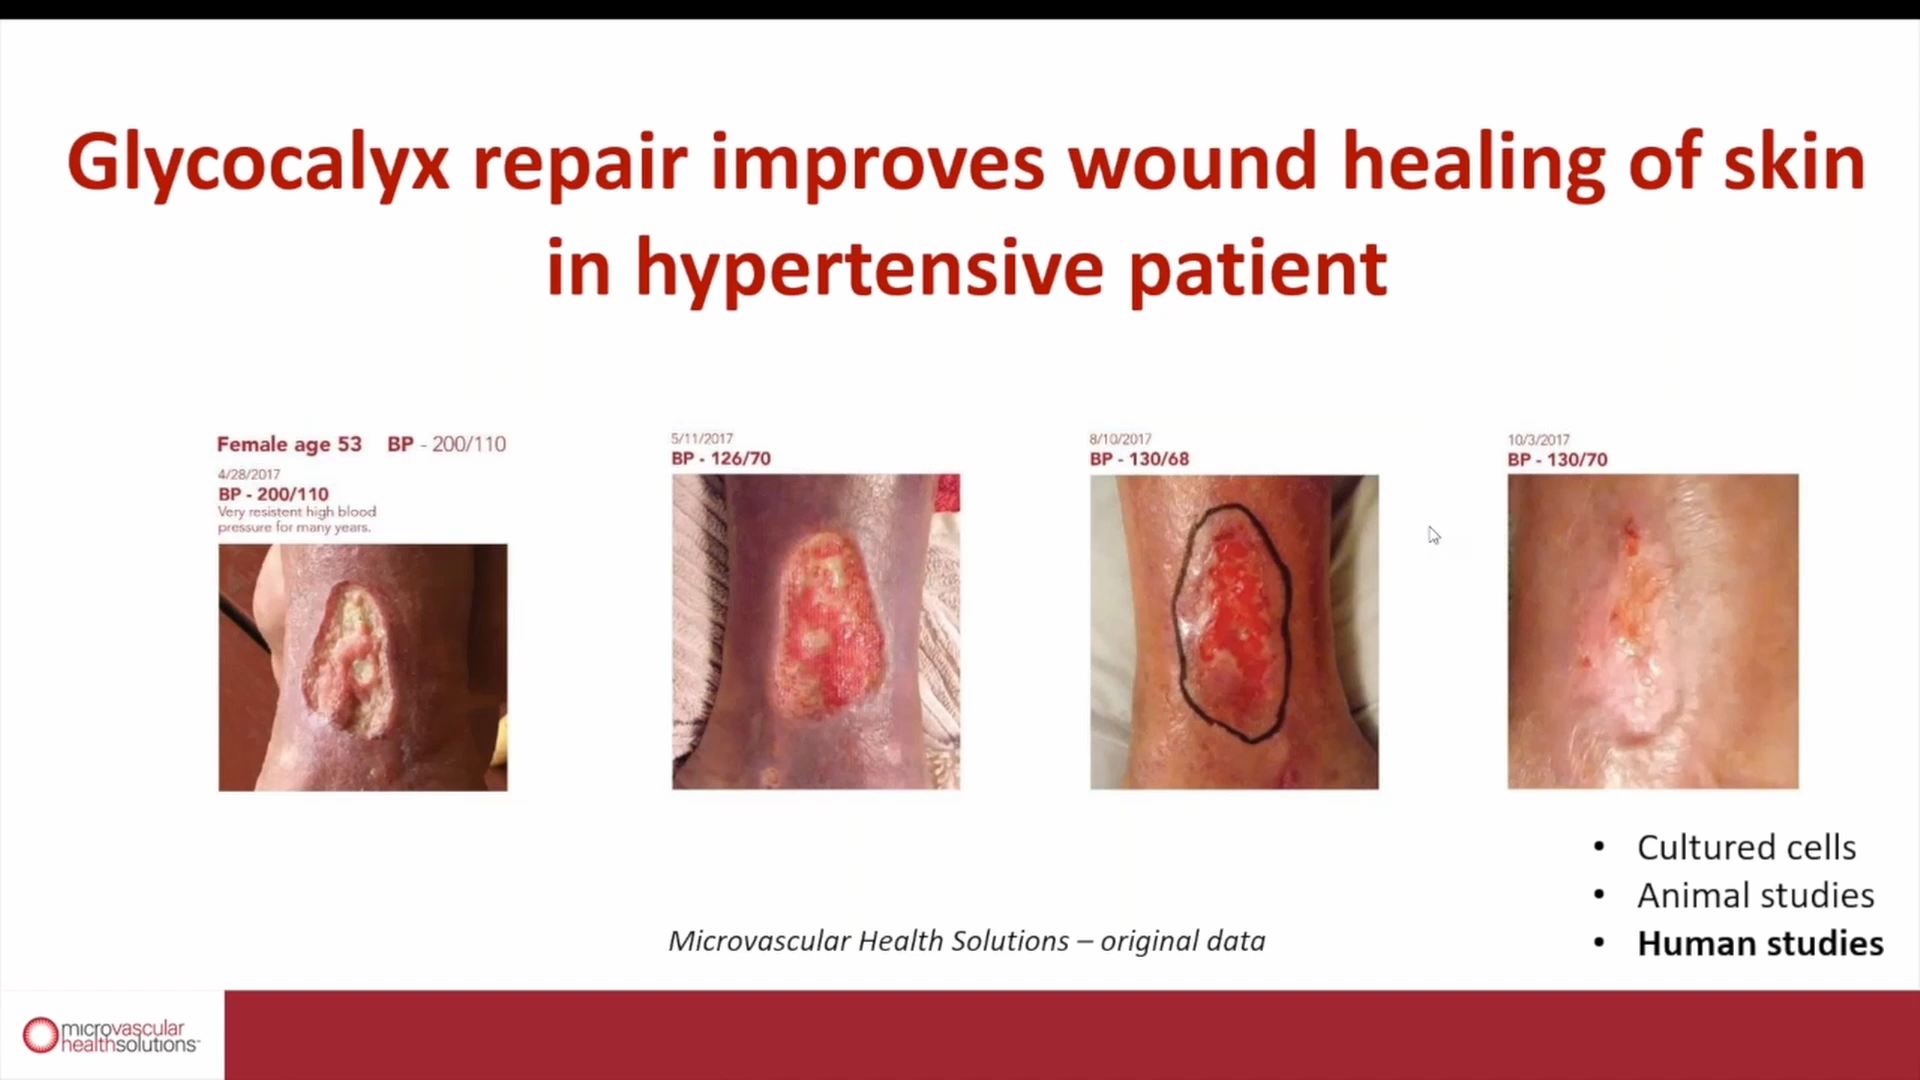 Glycocalyx repair improves wound healing of skin
in hypertensive patient
Female age 53 BP - 200/110
4/28/2017
BP - 200/110
Very resistent high blood
pressure for many years.
5/11/2017
BP - 126/70
8/10/2017
BP - 130/68
10/3/2017
BP - 130/70
• Cultured cells
• Animal studies
• Human studies
Microvascular Health Solutions – original data
microvascular
healthsolutions